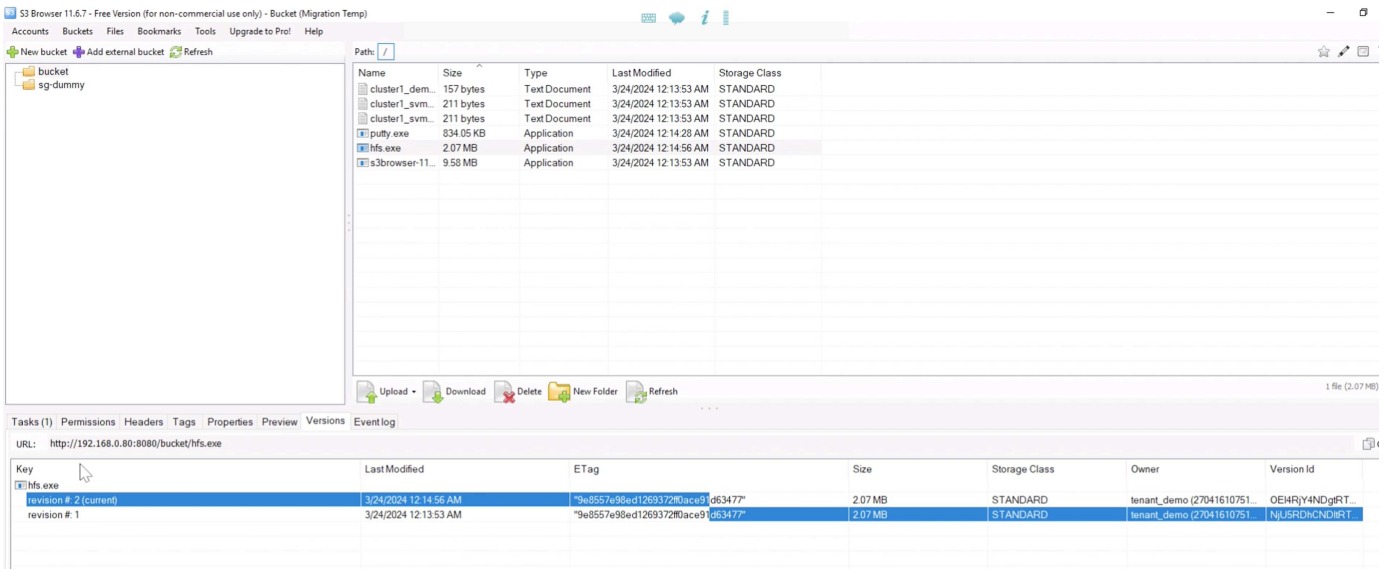 S3 Browser 11.6.7 - Free Version (for non-commercial use only) - Bucket (Migration Temp)
Accounts Buckets Files Bookmarks Tools Upgrade to Pro! Help
New bucket Add external bucket Refresh Path: /
bucket
sg-dummy
Name Size Type Last Modified Storage Class
cluster1_dem... 157 bytes Text Document 3/24/2024 12:13:53 AM STANDARD
cluster1_svm... 211 bytes Text Document 3/24/2024 12:13:53 AM STANDARD
cluster1_svm... 211 bytes Text Document 3/24/2024 12:13:53 AM STANDARD
putty.exe 834.05 KB Application 3/24/2024 12:14:28 AM STANDARD
hfs.exe 2.07 MB Application 3/24/2024 12:14:56 AM STANDARD
s3browser-11... 9.58 MB Application 3/24/2024 12:13:53 AM STANDARD
Upload Download Delete New Folder Refresh 1 file (2.07 MB)
Tasks (1) Permissions Headers Tags Properties Preview Versions Event log
URL: http://192.168.0.80:8080/bucket/hfs.exe
Key Last Modified ETag Size Storage Class Owner Version Id
hfs.exe
revision #: 2 (current) 3/24/2024 12:14:56 AM "9e8557e98ed1269372ff0ace91d63477" 2.07 MB STANDARD tenant_demo (27041610751... OEI4RjY4NDgtRT...
revision #: 1 3/24/2024 12:13:53 AM "9e8557e98ed1269372ff0ace91d63477" 2.07 MB STANDARD tenant_demo (27041610751... NjU5RDhCNDItRT...